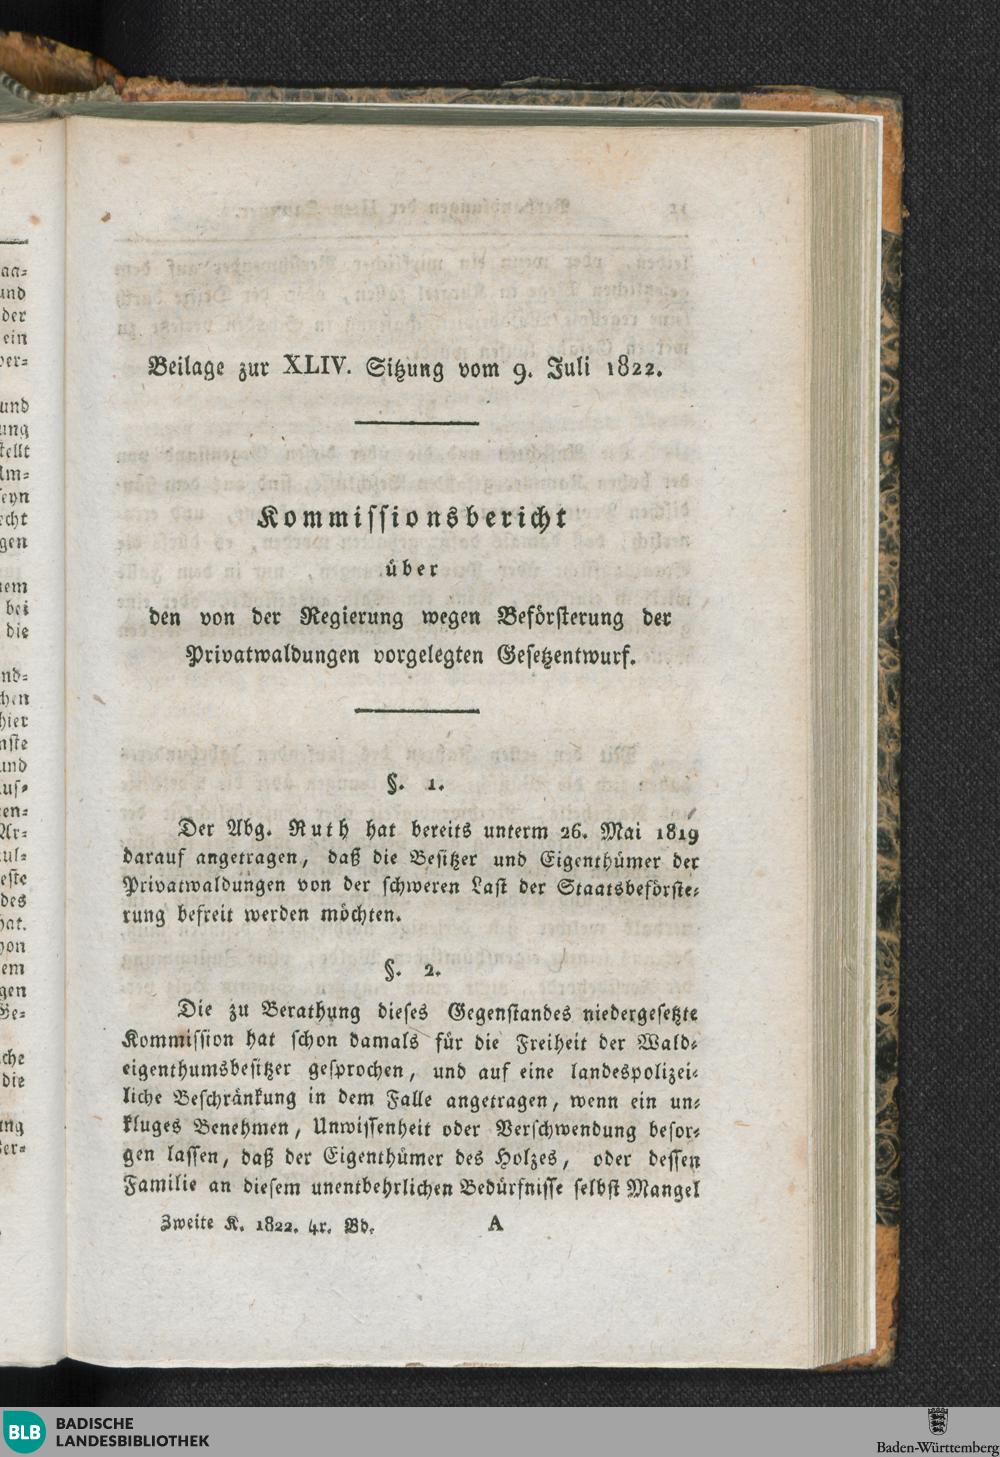 Beilage zur XLIV. Sitzung vom 9. Juli 1822.
Kommissionsbericht
über
den von der Regierung wegen Beförsterung der
Privatwaldungen vorgelegten Gesetzentwurf.
§. 1.
Der Abg. Ruth hat bereits unterm 26. Mai 1819
darauf angetragen, daß die Besitzer und Eigenthümer der
Privatwaldungen von der schweren Last der Staatsbeförste-
rung befreit werden möchten.
§. 2.
Die zu Berathung dieses Gegenstandes niedergesetzte
Kommission hat schon damals für die Freiheit der Wald-
eigenthumsbesitzer gesprochen, und auf eine landespolizei-
liche Beschränkung in dem Falle angetragen, wenn ein un-
kluges Benehmen, Unwissenheit oder Verschwendung besor-
gen lassen, daß der Eigenthümer des Holzes, oder dessen
Familie an diesem unentbehrlichen Bedürfnisse selbst Mangel
Zweite K. 1822. 4r. Bd. A
BLB BADISCHE
LANDESBIBLIOTHEK
Baden-Württemberg